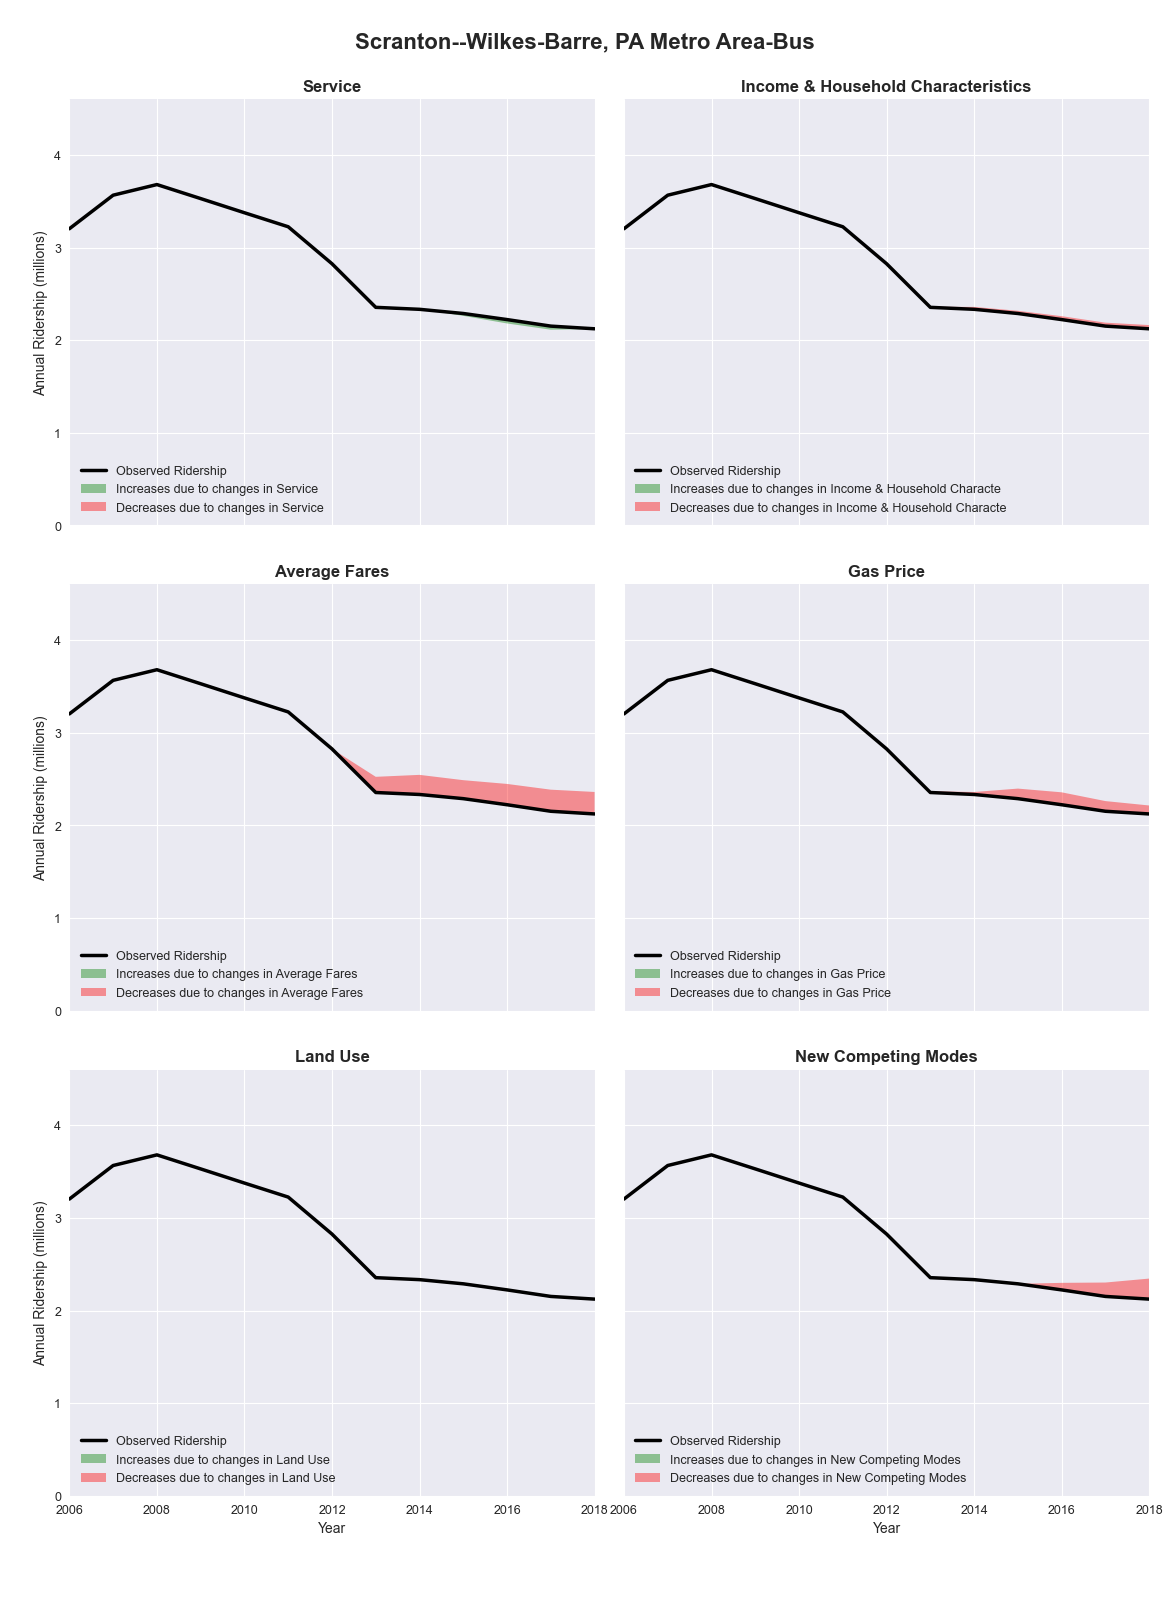 Scranton--Wilkes-Barre, PA Metro Area-Bus
Service
Income & Household Characteristics
4
3
2
1
0
Annual Ridership (millions)
Observed Ridership
Increases due to changes in Service
Decreases due to changes in Service
Observed Ridership
Increases due to changes in Income & Household Characte
Decreases due to changes in Income & Household Characte
Average Fares
Gas Price
4
3
2
1
0
Annual Ridership (millions)
Observed Ridership
Increases due to changes in Average Fares
Decreases due to changes in Average Fares
Observed Ridership
Increases due to changes in Gas Price
Decreases due to changes in Gas Price
Land Use
New Competing Modes
4
3
2
1
0
Annual Ridership (millions)
Observed Ridership
Increases due to changes in Land Use
Decreases due to changes in Land Use
Observed Ridership
Increases due to changes in New Competing Modes
Decreases due to changes in New Competing Modes
2006 2008 2010 2012 2014 2016 2018
2006 2008 2010 2012 2014 2016 2018
Year
Year